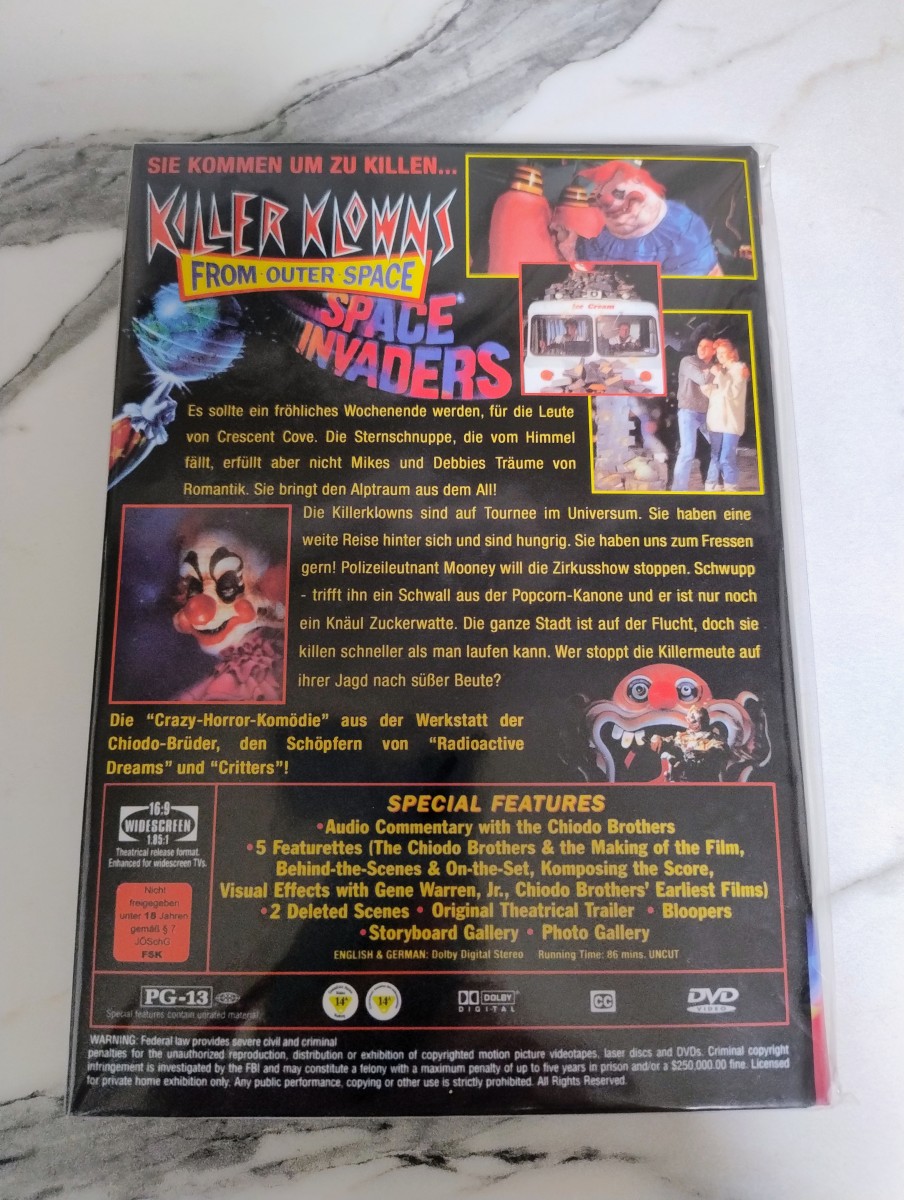 SIE KOMMEN UM ZU KILLEN...
KILLER KLOWNS
FROM OUTER SPACE
SPACE
INVADERS
Ice Cream
Es sollte ein fröhliches Wochenende werden, für die Leute
von Crescent Cove. Die Sternschnuppe, die vom Himmel
fällt, erfüllt aber nicht Mikes und Debbies Träume von
Romantik. Sie bringt den Alptraum aus dem All!
Die Killerklowns sind auf Tournee im Universum. Sie haben eine
weite Reise hinter sich und sind hungrig. Sie haben uns zum Fressen
gern! Polizeileutnant Mooney will die Zirkusshow stoppen. Schwupp
- trifft ihn ein Schwall aus der Popcorn-Kanone und er ist nur noch
ein Knäul Zuckerwatte. Die ganze Stadt ist auf der Flucht, doch sie
killen schneller als man laufen kann. Wer stoppt die Killermeute auf
ihrer Jagd nach süßer Beute?
Die "Crazy-Horror-Komödie" aus der Werkstatt der
Chiodo-Brüder, den Schöpfern von "Radioactive
Dreams" und "Critters"!
16:9
WIDESCREEN
1.85:1
Theatrical release format.
Enhanced for widescreen TVs.
Nicht
freigegeben
unter 18 Jahren
gemäß § 7
JÖSchG
FSK
SPECIAL FEATURES
•Audio Commentary with the Chiodo Brothers
•5 Featurettes (The Chiodo Brothers & the Making of the Film,
Behind-the-Scenes & On-the-Set, Komposing the Score,
Visual Effects with Gene Warren, Jr., Chiodo Brothers' Earliest Films)
•2 Deleted Scenes • Original Theatrical Trailer • Bloopers
•Storyboard Gallery • Photo Gallery
ENGLISH & GERMAN: Dolby Digital Stereo Running Time: 86 mins. UNCUT
PG-13
Special features contain unrated material
14
14
DOLBY
DIGITAL
CC
DVD
VIDEO
WARNING: Federal law provides severe civil and criminal
penalties for the unauthorized reproduction, distribution or exhibition of copyrighted motion picture videotapes, laser discs and DVDs. Criminal copyright
infringement is investigated by the FBI and may constitute a felony with a maximum penalty of up to five years in prison and/or a $250,000.00 fine. Licensed
for private home exhibition only. Any public performance, copying or other use is strictly prohibited. All Rights Reserved.